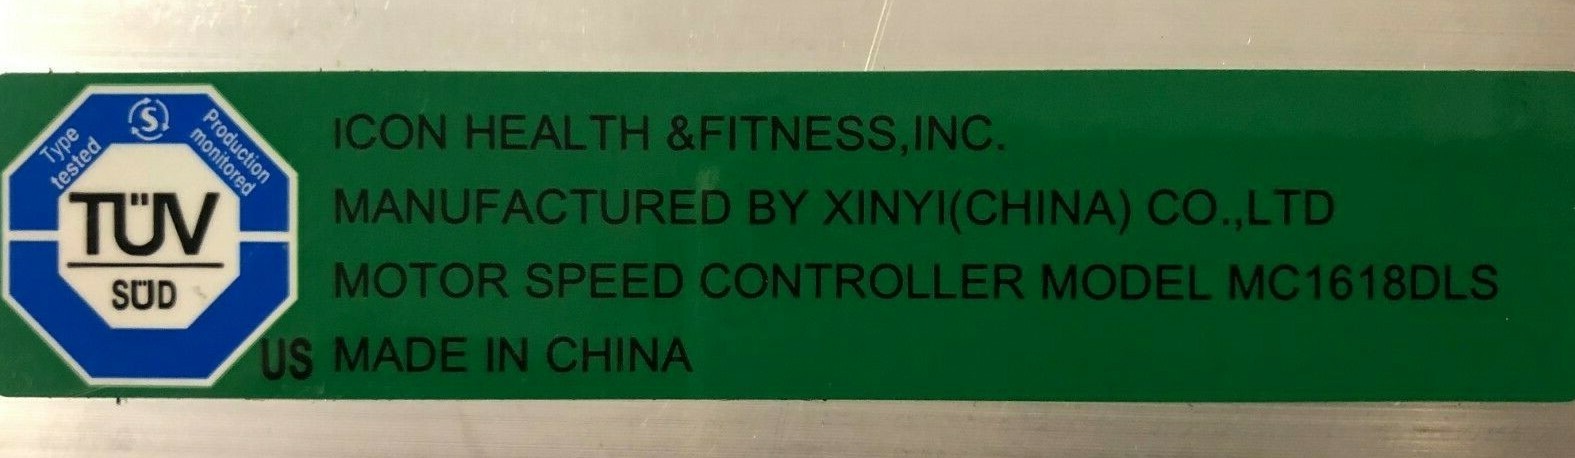 Type tested
S
Production monitored
TÜV
SÜD
US
iCON HEALTH &FITNESS,INC.
MANUFACTURED BY XINYI(CHINA) CO.,LTD
MOTOR SPEED CONTROLLER MODEL MC1618DLS
MADE IN CHINA